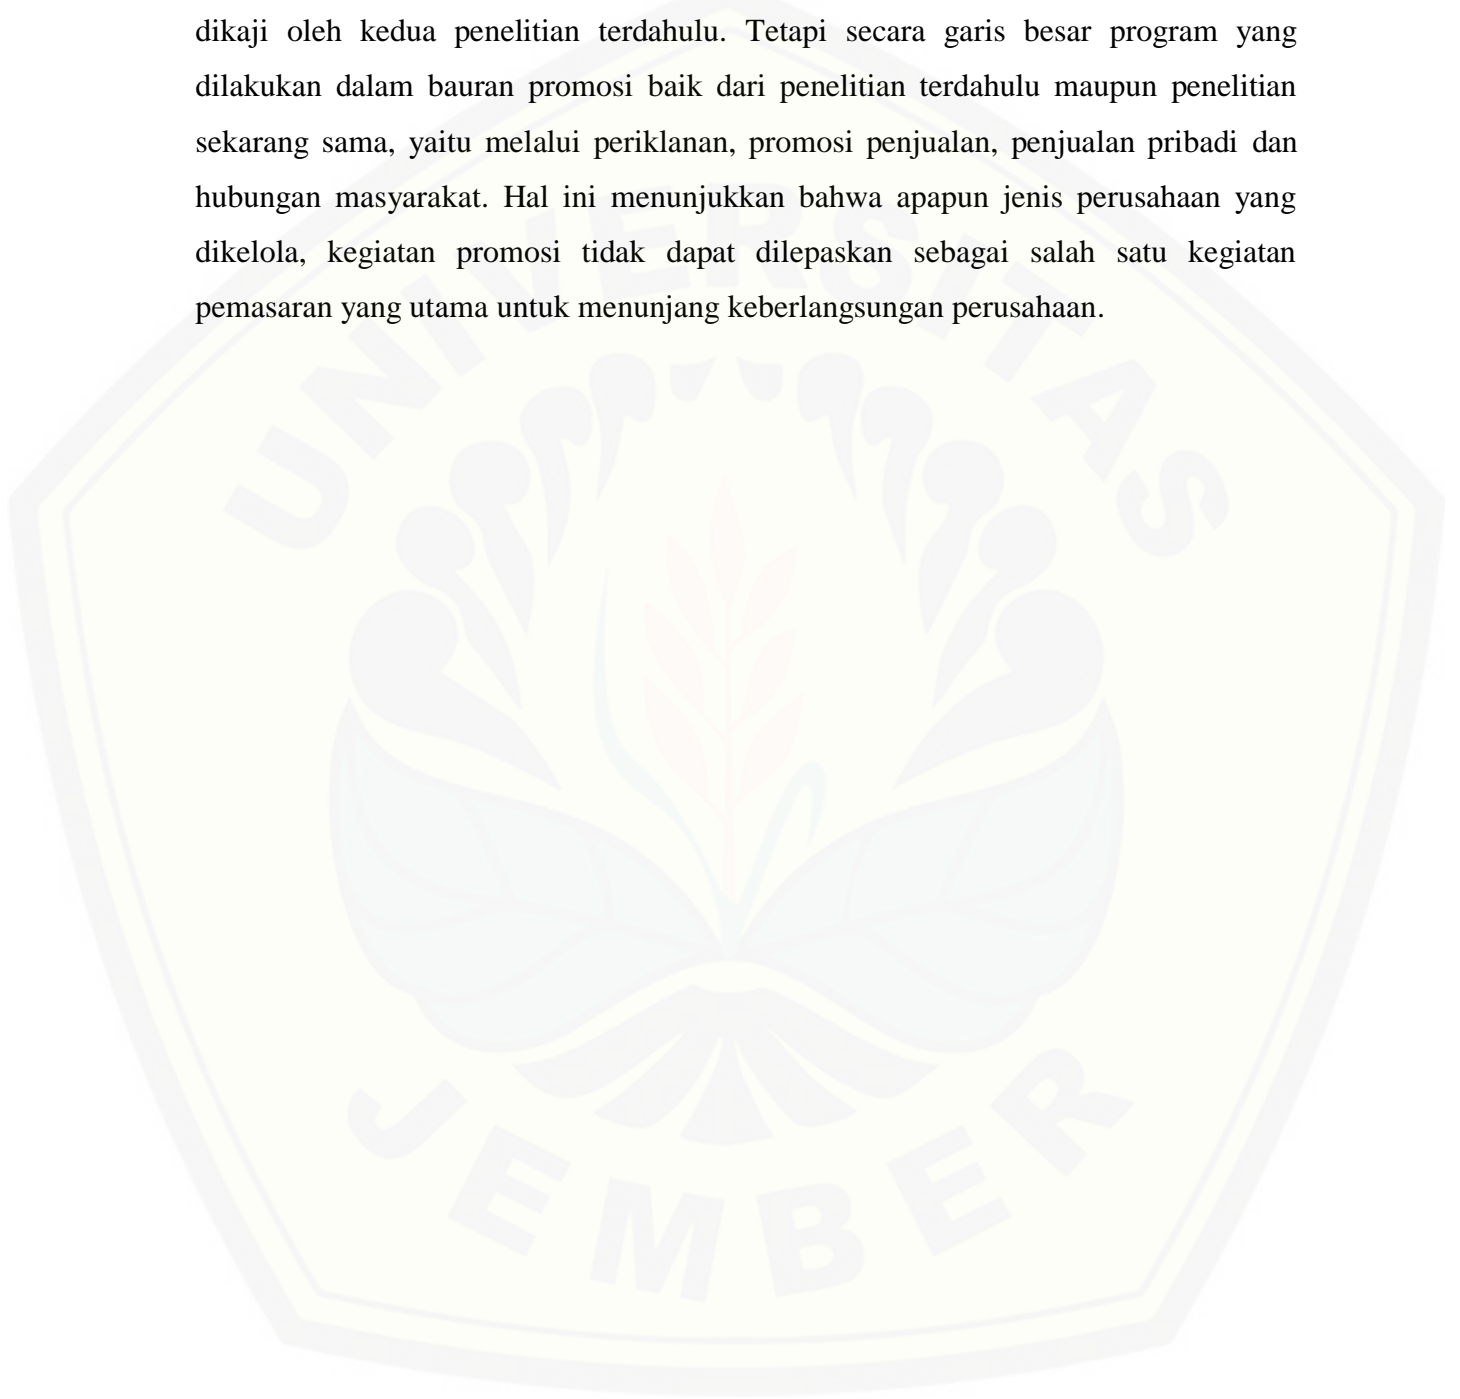 dikaji oleh kedua penelitian terdahulu. Tetapi secara garis besar program yang
dilakukan dalam bauran promosi baik dari penelitian terdahulu maupun penelitian
sekarang sama, yaitu melalui periklanan, promosi penjualan, penjualan pribadi dan
hubungan masyarakat. Hal ini menunjukkan bahwa apapun jenis perusahaan yang
dikelola, kegiatan promosi tidak dapat dilepaskan sebagai salah satu kegiatan
pemasaran yang utama untuk menunjang keberlangsungan perusahaan.
UNIVERSITAS
JEMBER